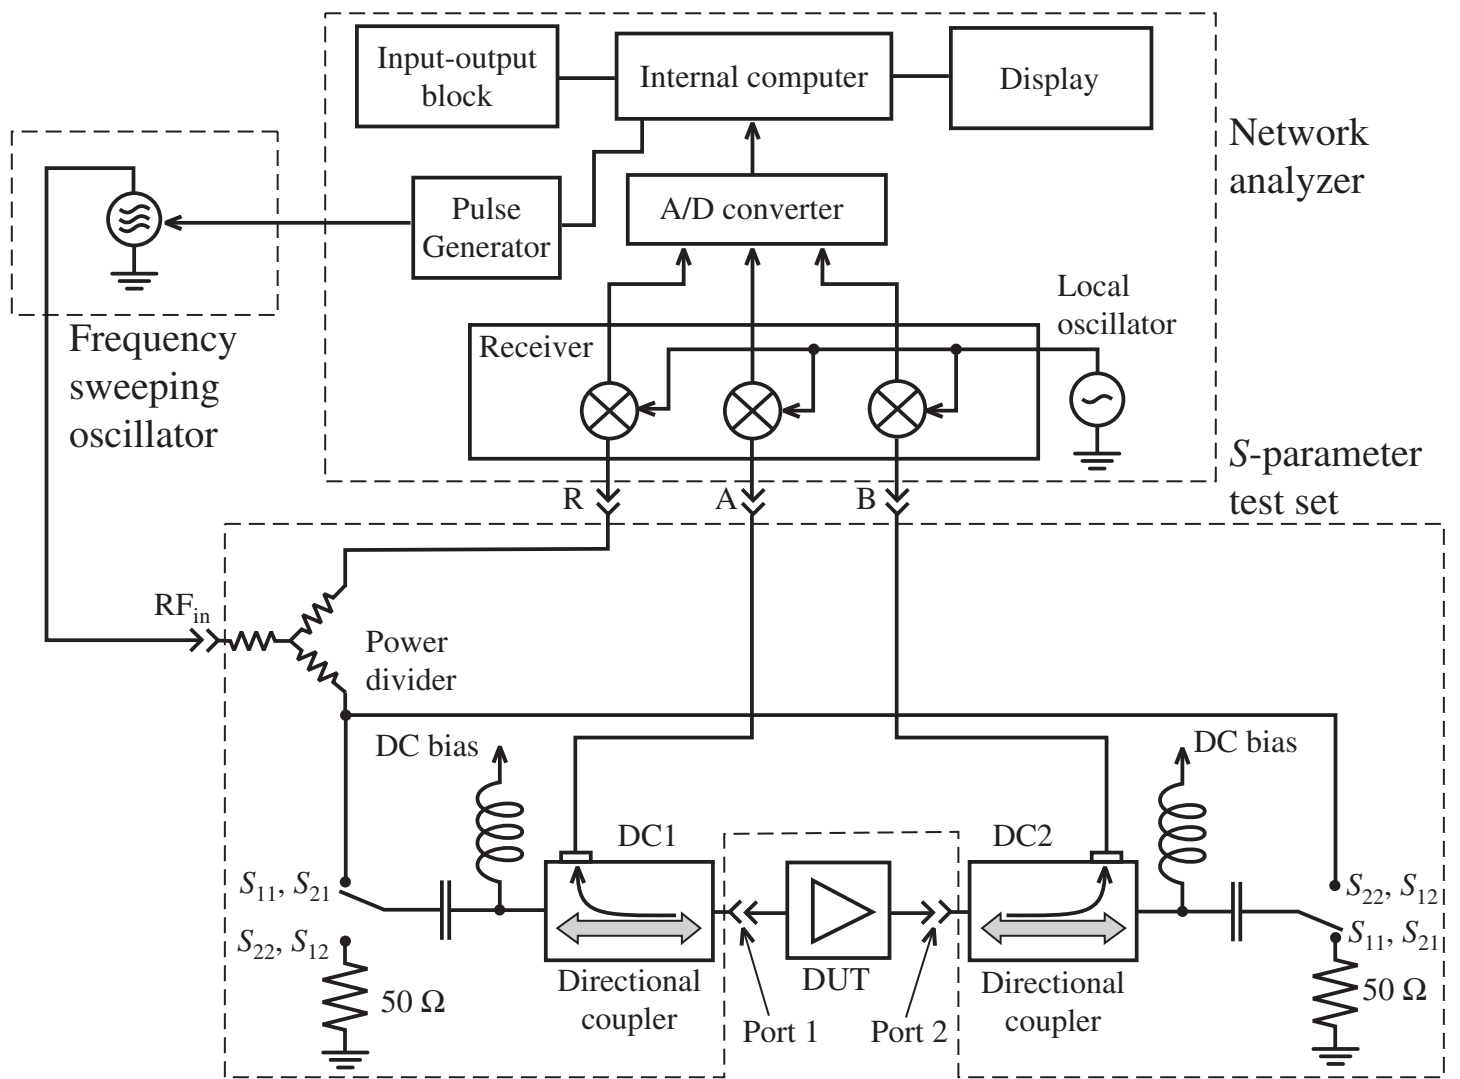 Input-output
block
Internal computer
Display
Network
analyzer
Pulse
Generator
A/D converter
Local
oscillator
Frequency
sweeping
oscillator
Receiver
S-parameter
test set
R
A
B
RFin
Power
divider
DC bias
DC bias
DC1
DC2
S11, S21
S22, S12
S22, S12
S11, S21
50 Ω
Directional
coupler
DUT
Directional
coupler
50 Ω
Port 1
Port 2